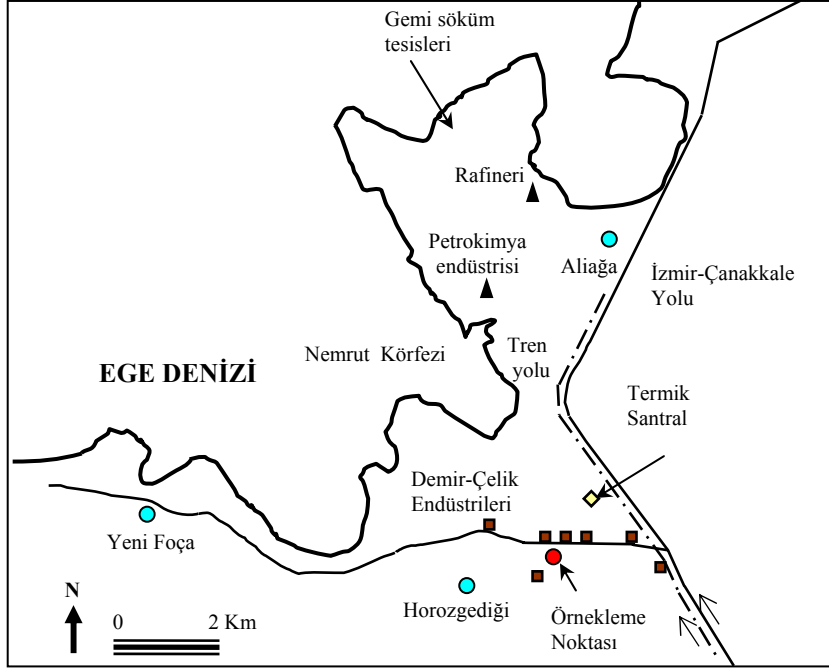 Gemi söküm
tesisleri
Rafineri
Petrokimya
endüstrisi
Aliağa
İzmir-Çanakkale
Yolu
Nemrut Körfezi
Tren
yolu
EGE DENİZİ
Termik
Santral
Demir-Çelik
Endüstrileri
Yeni Foça
Horozgediği
Örnekleme
Noktası
N
0 2 Km